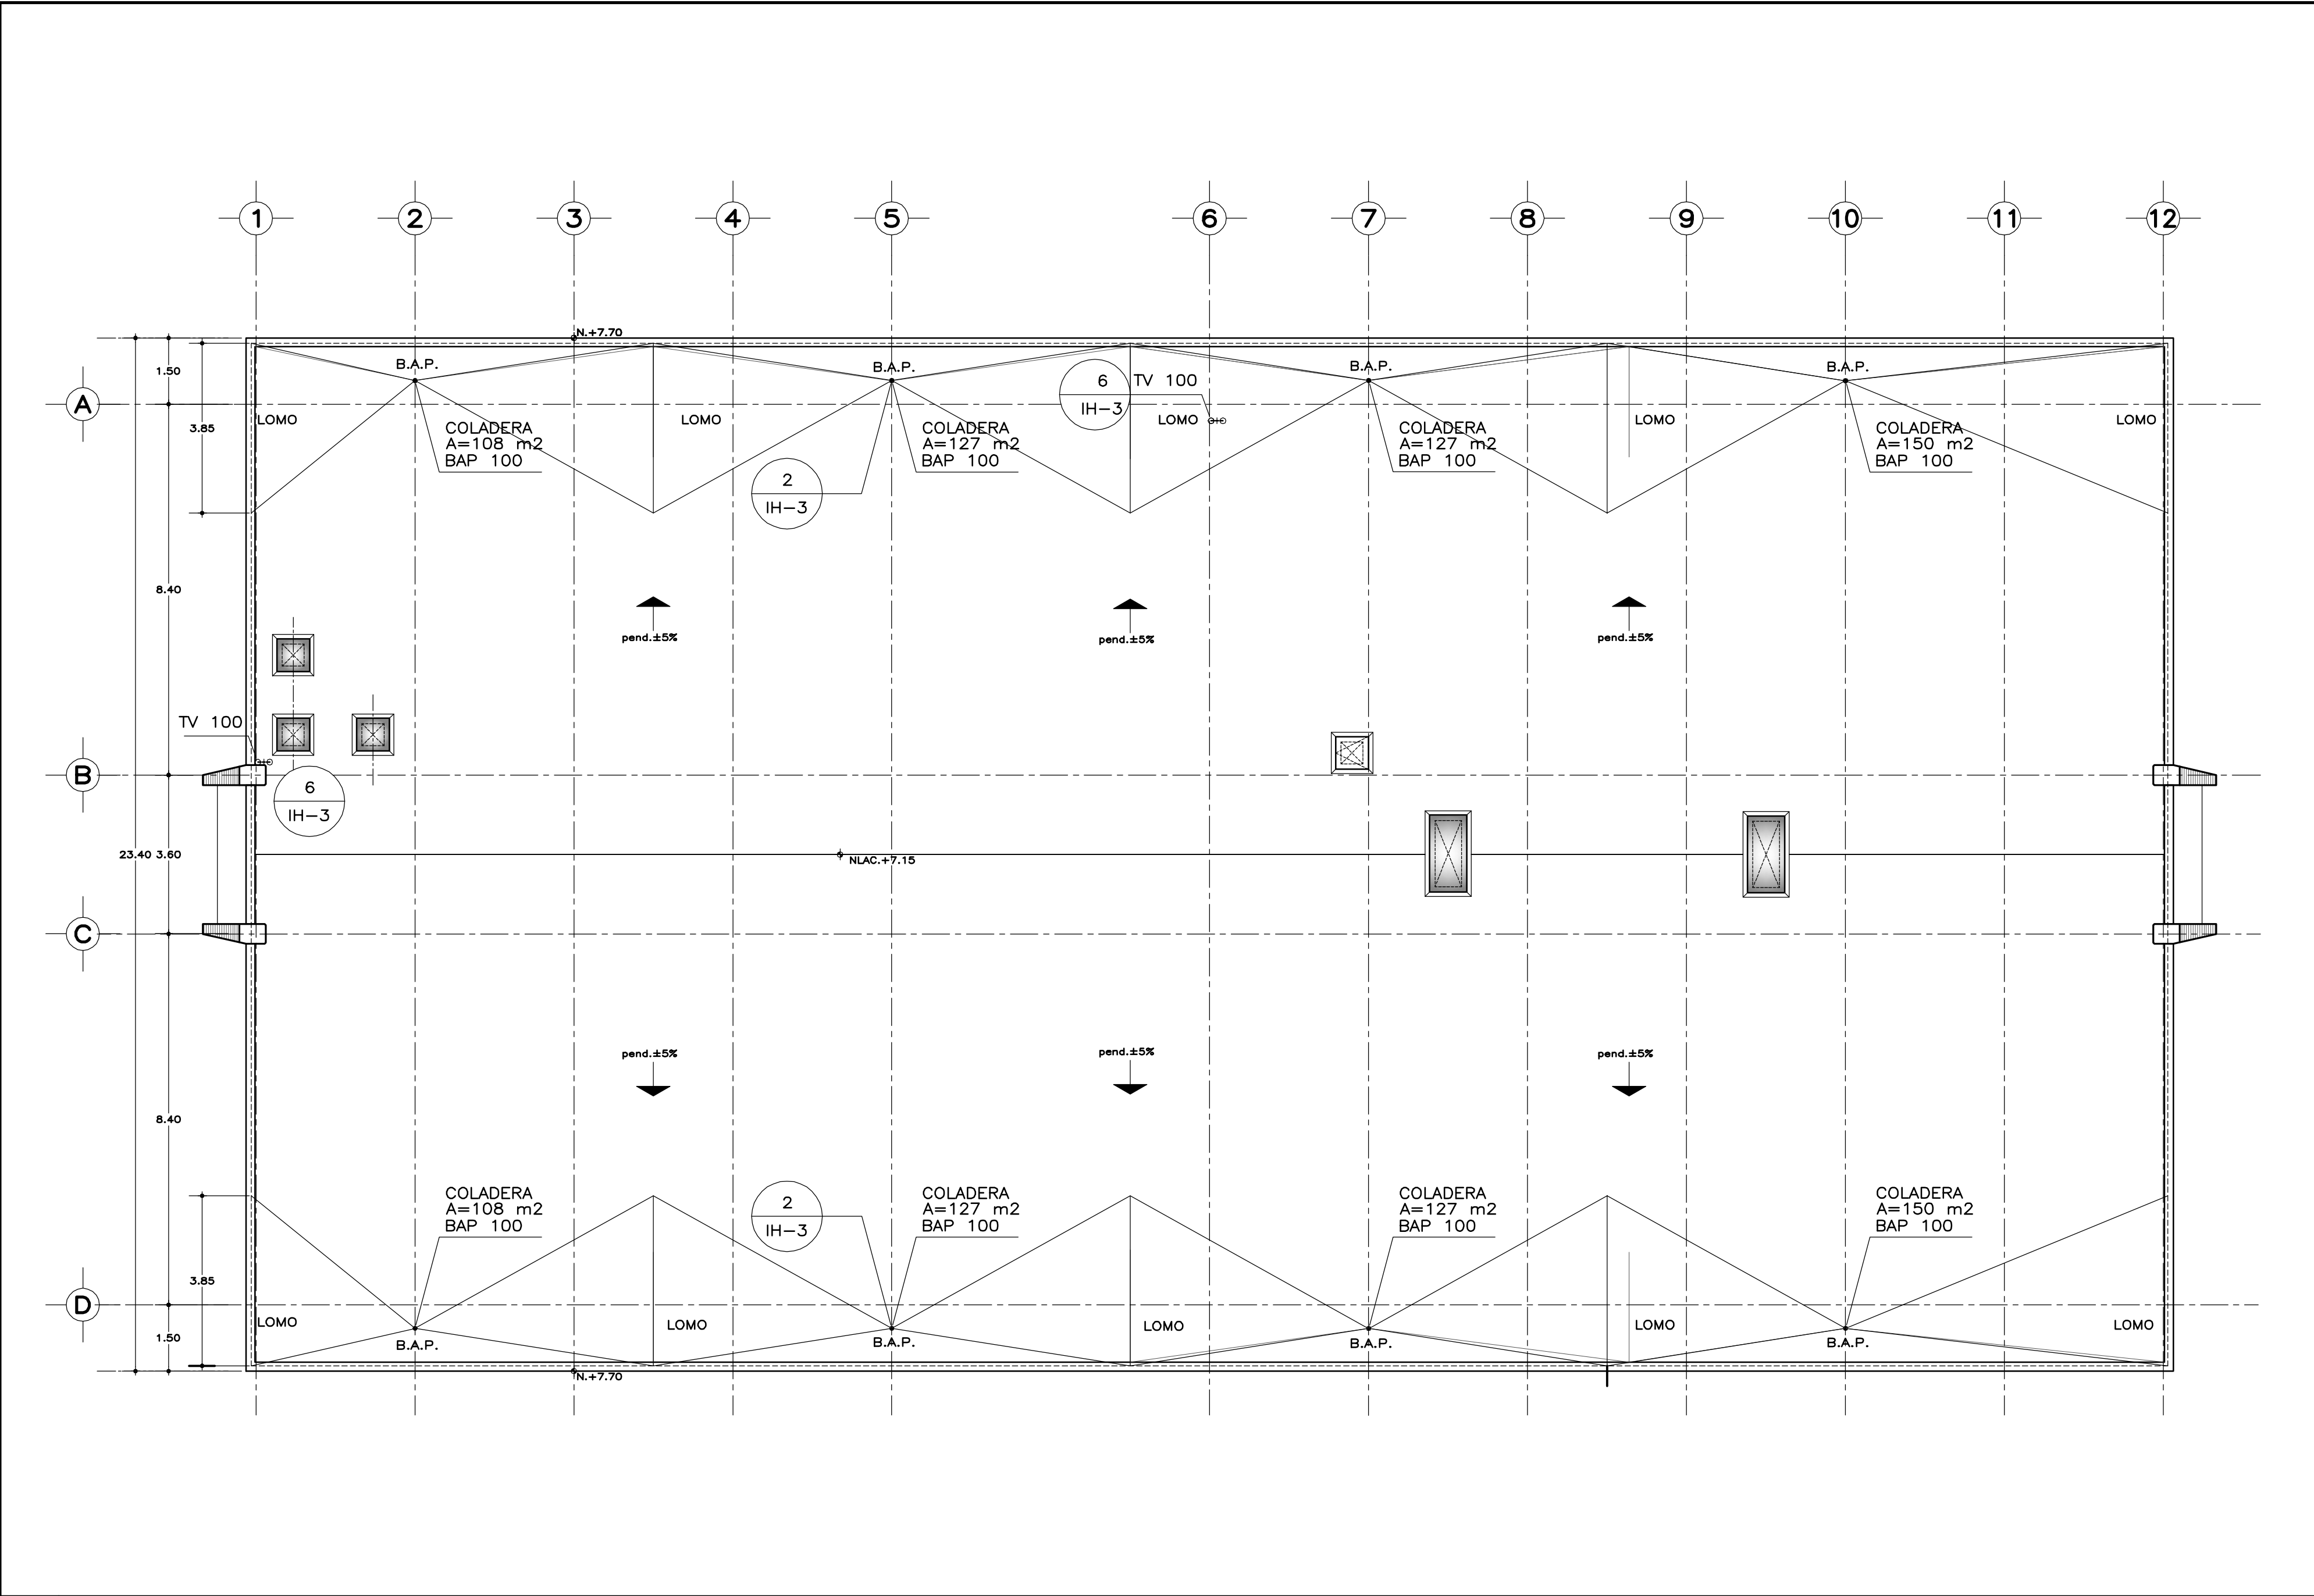 1 2 3 4 5 6 7 8 9 10 11 12
N.+7.70
1.50
B.A.P. B.A.P. B.A.P. B.A.P.
6 TV 100
IH-3
A
3.85
LOMO LOMO LOMO LOMO LOMO
COLADERA
A=108 m2
BAP 100
COLADERA
A=127 m2
BAP 100
COLADERA
A=127 m2
BAP 100
COLADERA
A=150 m2
BAP 100
2
IH-3
8.40
pend.±5% pend.±5% pend.±5%
TV 100
B
6
IH-3
23.40 3.60
NLAC.+7.15
C
pend.±5% pend.±5% pend.±5%
8.40
COLADERA
A=108 m2
BAP 100
2
IH-3
COLADERA
A=127 m2
BAP 100
COLADERA
A=127 m2
BAP 100
COLADERA
A=150 m2
BAP 100
3.85
D
LOMO LOMO LOMO LOMO LOMO
1.50
B.A.P. B.A.P. B.A.P. B.A.P.
N.+7.70